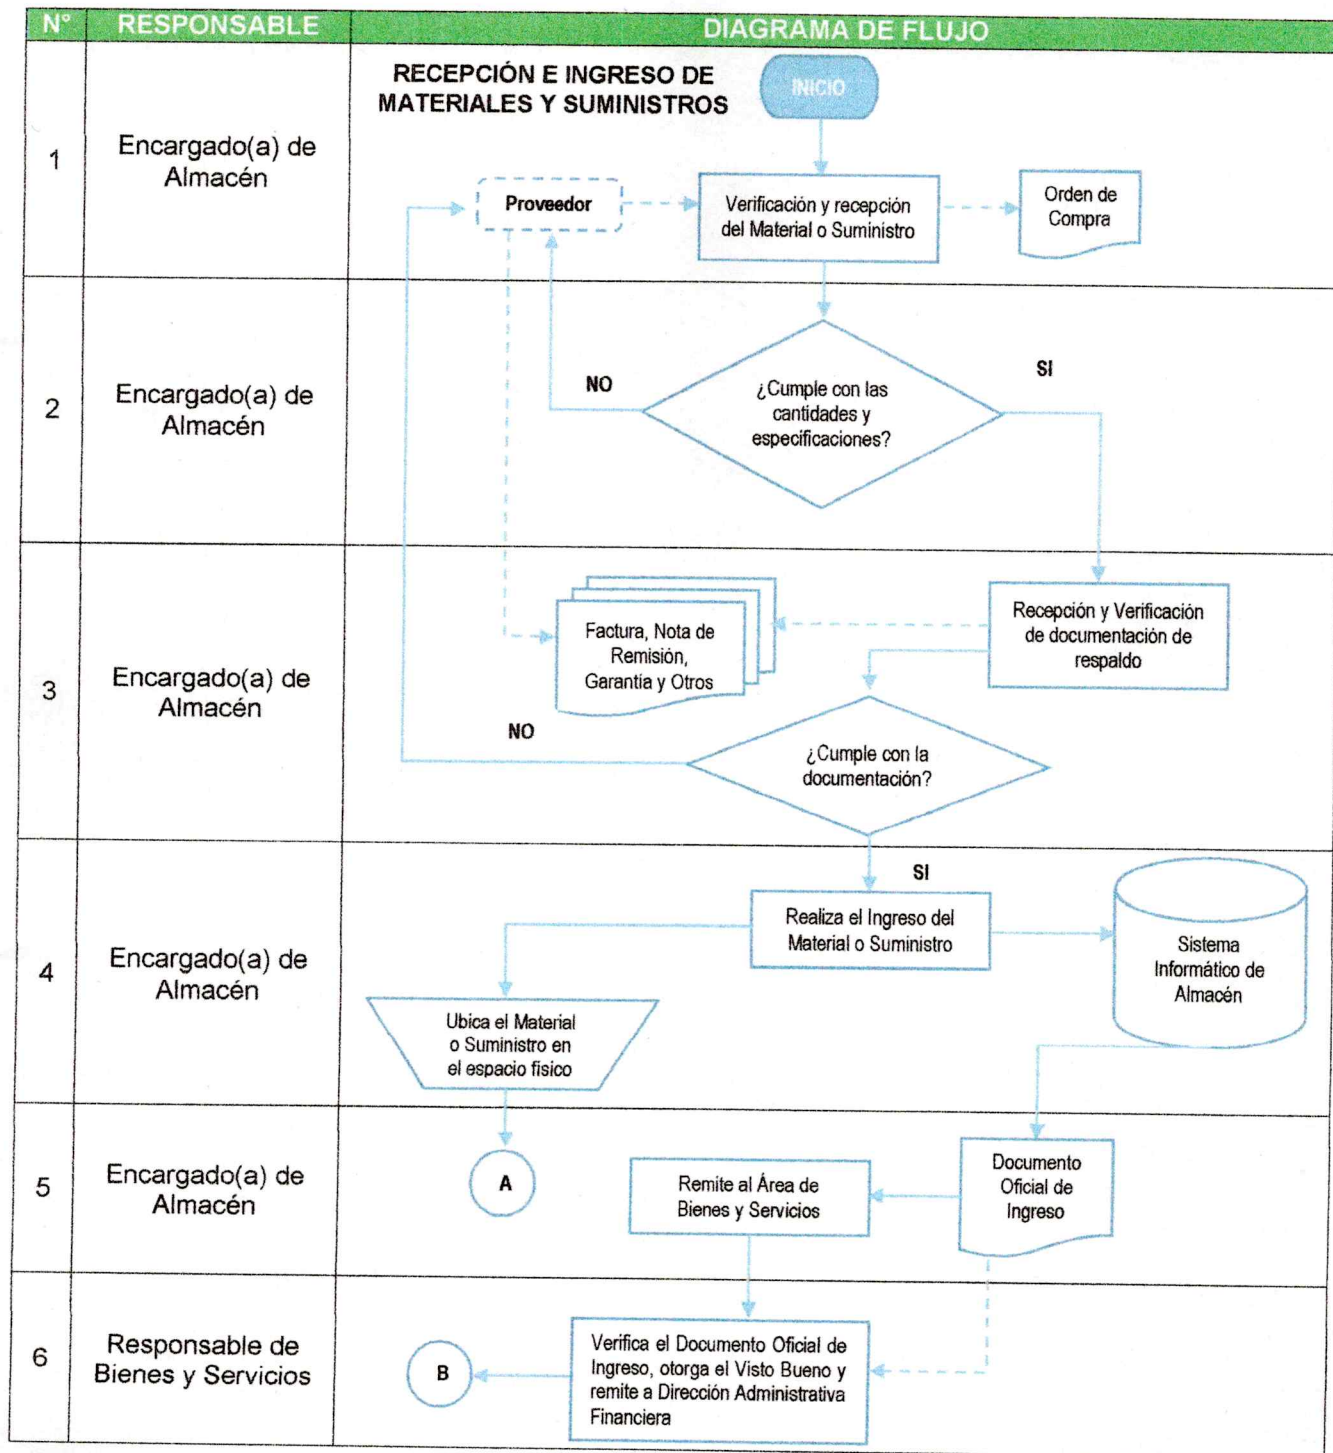 N° RESPONSABLE DIAGRAMA DE FLUJO
RECEPCIÓN E INGRESO DE
MATERIALES Y SUMINISTROS
INICIO
1
Encargado(a) de
Almacén
Proveedor
Verificación y recepción
del Material o Suministro
Orden de
Compra
2
Encargado(a) de
Almacén
NO
¿Cumple con las
cantidades y
especificaciones?
SI
3
Encargado(a) de
Almacén
Factura, Nota de
Remisión,
Garantía y Otros
Recepción y Verificación
de documentación de
respaldo
NO
¿Cumple con la
documentación?
4
Encargado(a) de
Almacén
SI
Realiza el Ingreso del
Material o Suministro
Sistema
Informático de
Almacén
Ubica el Material
o Suministro en
el espacio físico
5
Encargado(a) de
Almacén
A
Remite al Área de
Bienes y Servicios
Documento
Oficial de
Ingreso
6
Responsable de
Bienes y Servicios
B
Verifica el Documento Oficial de
Ingreso, otorga el Visto Bueno y
remite a Dirección Administrativa
Financiera